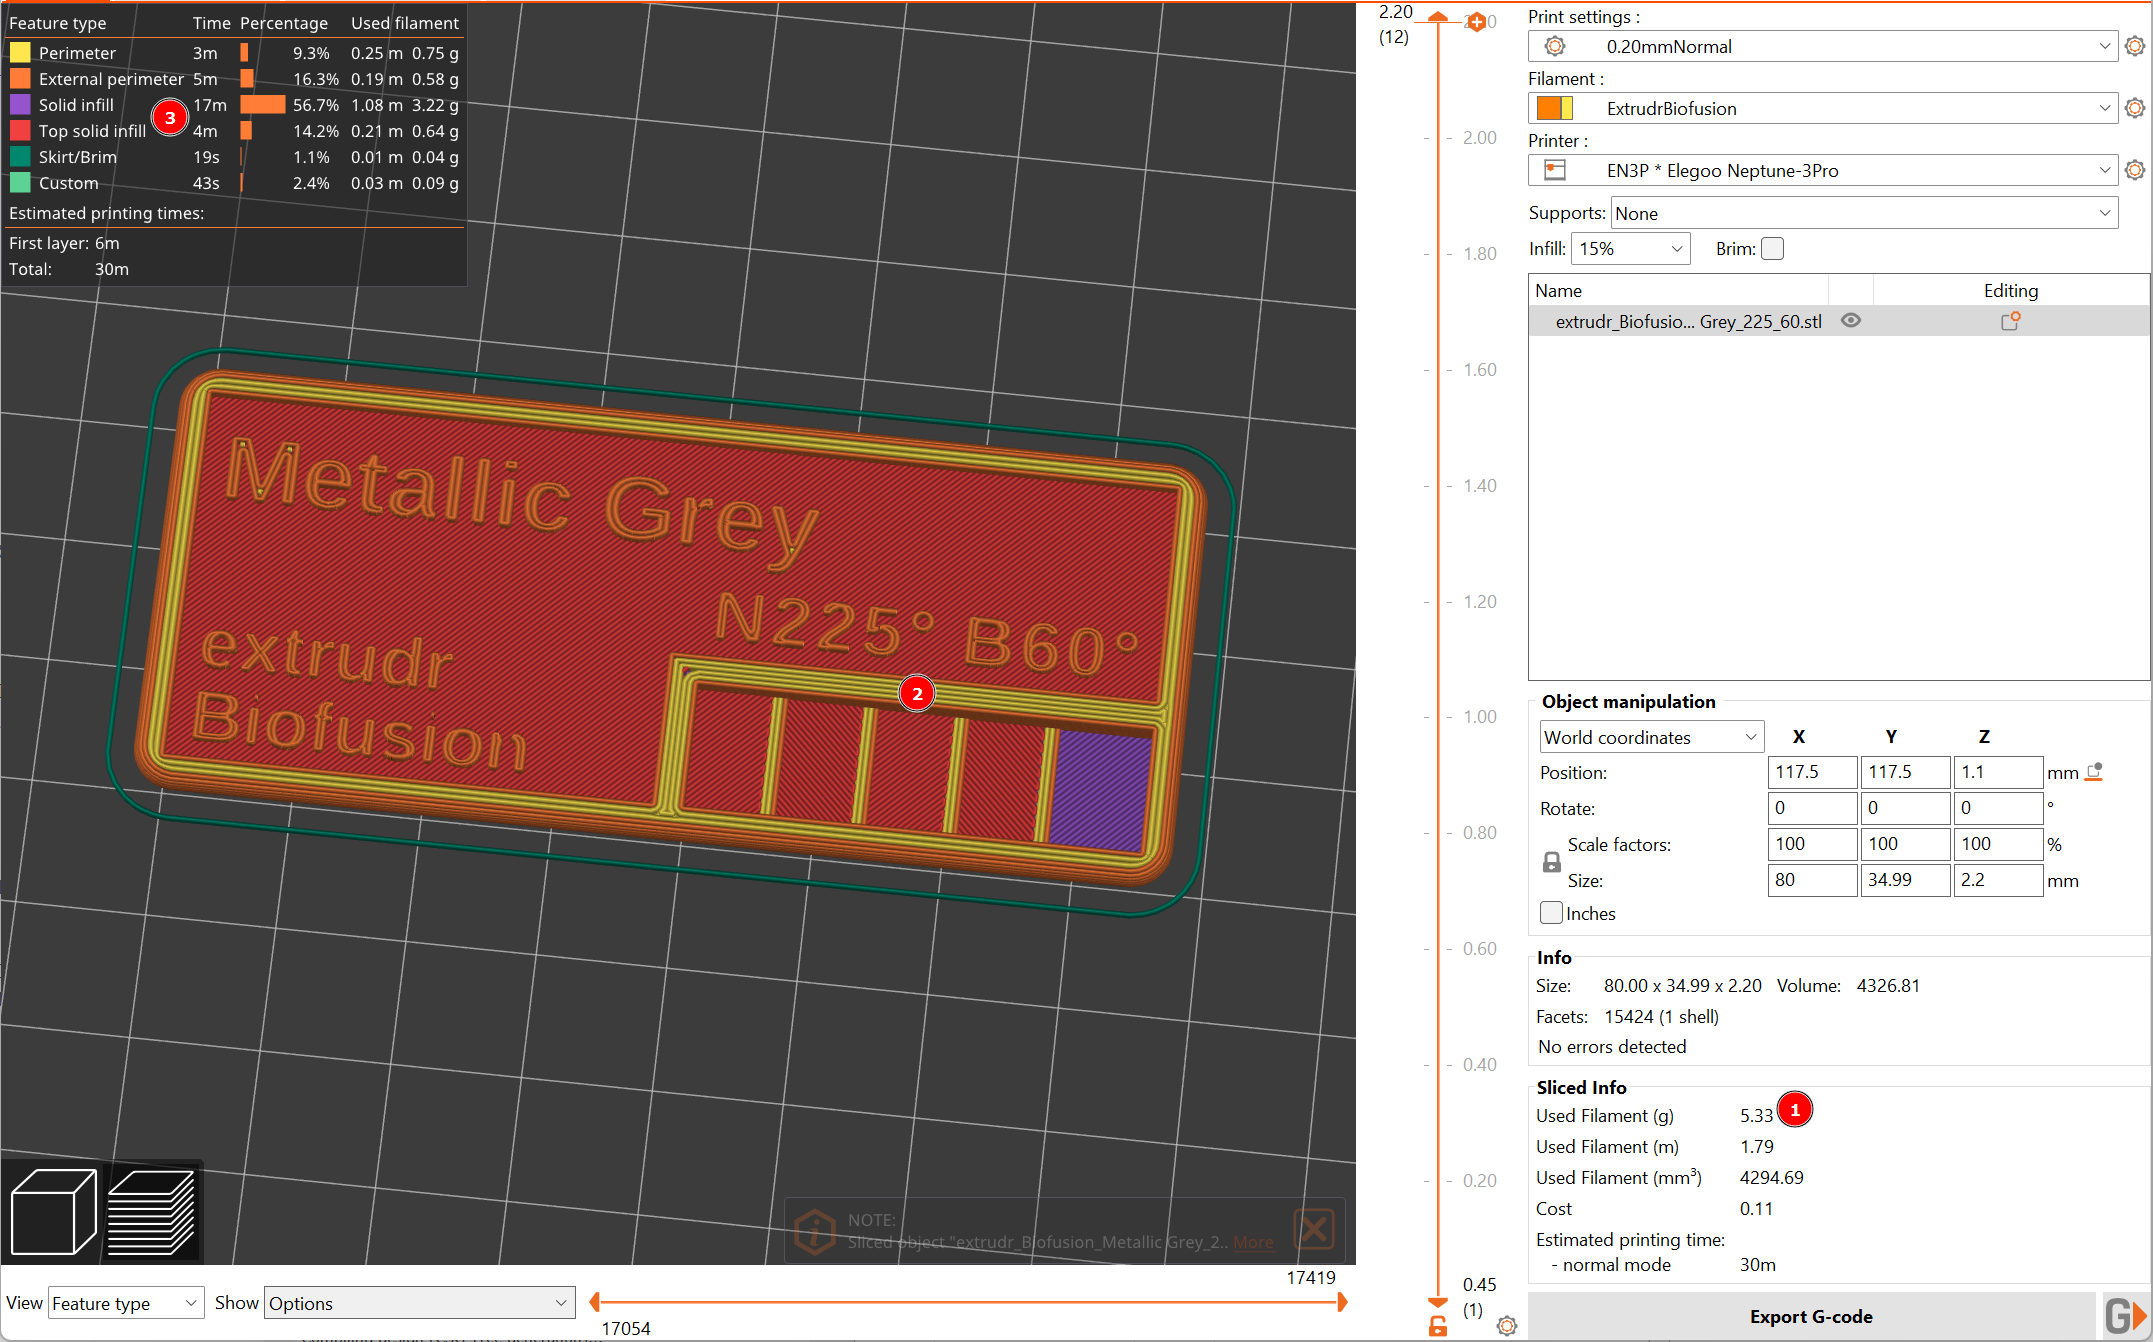 Feature type Time Percentage Used filament
Perimeter 3m 9.3% 0.25 m 0.75 g
External perimeter 5m 16.3% 0.19 m 0.58 g
Solid infill 17m 56.7% 1.08 m 3.22 g
Top solid infill 4m 14.2% 0.21 m 0.64 g
3
Skirt/Brim 19s 1.1% 0.01 m 0.04 g
Custom 43s 2.4% 0.03 m 0.09 g
Estimated printing times:
First layer: 6m
Total: 30m
Metallic Grey
N225° B60°
extrudr
Biofusion
2
NOTE:
Sliced object "extrudr_Biofusion_Metallic Grey_2.. More
View Feature type Show Options
17419
17054
2.20
(12)
2.00
1.80
1.60
1.40
1.20
1.00
0.80
0.60
0.40
0.20
0.45
(1)
Print settings :
0.20mmNormal
Filament :
ExtrudrBiofusion
Printer :
EN3P * Elegoo Neptune-3Pro
Supports: None
Infill: 15% Brim:
Name Editing
extrudr_Biofusio... Grey_225_60.stl
Object manipulation
World coordinates X Y Z
Position: 117.5 117.5 1.1 mm
Rotate: 0 0 0 °
Scale factors: 100 100 100 %
Size: 80 34.99 2.2 mm
Inches
Info
Size: 80.00 x 34.99 x 2.20 Volume: 4326.81
Facets: 15424 (1 shell)
No errors detected
Sliced Info
Used Filament (g) 5.33
1
Used Filament (m) 1.79
Used Filament (mm³) 4294.69
Cost 0.11
Estimated printing time:
- normal mode 30m
Export G-code